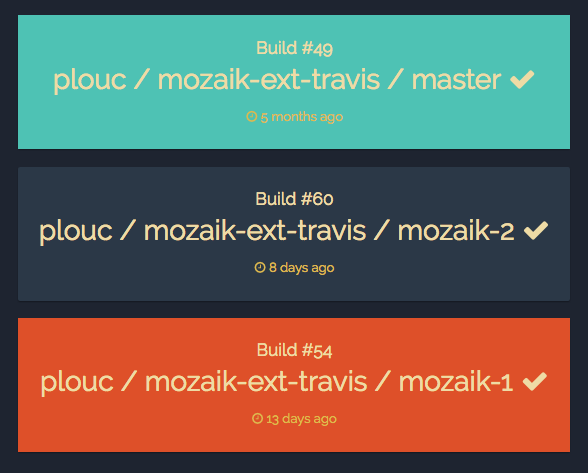 Build #49
plouc / mozaik-ext-travis / master
5 months ago
Build #60
plouc / mozaik-ext-travis / mozaik-2
8 days ago
Build #54
plouc / mozaik-ext-travis / mozaik-1
13 days ago